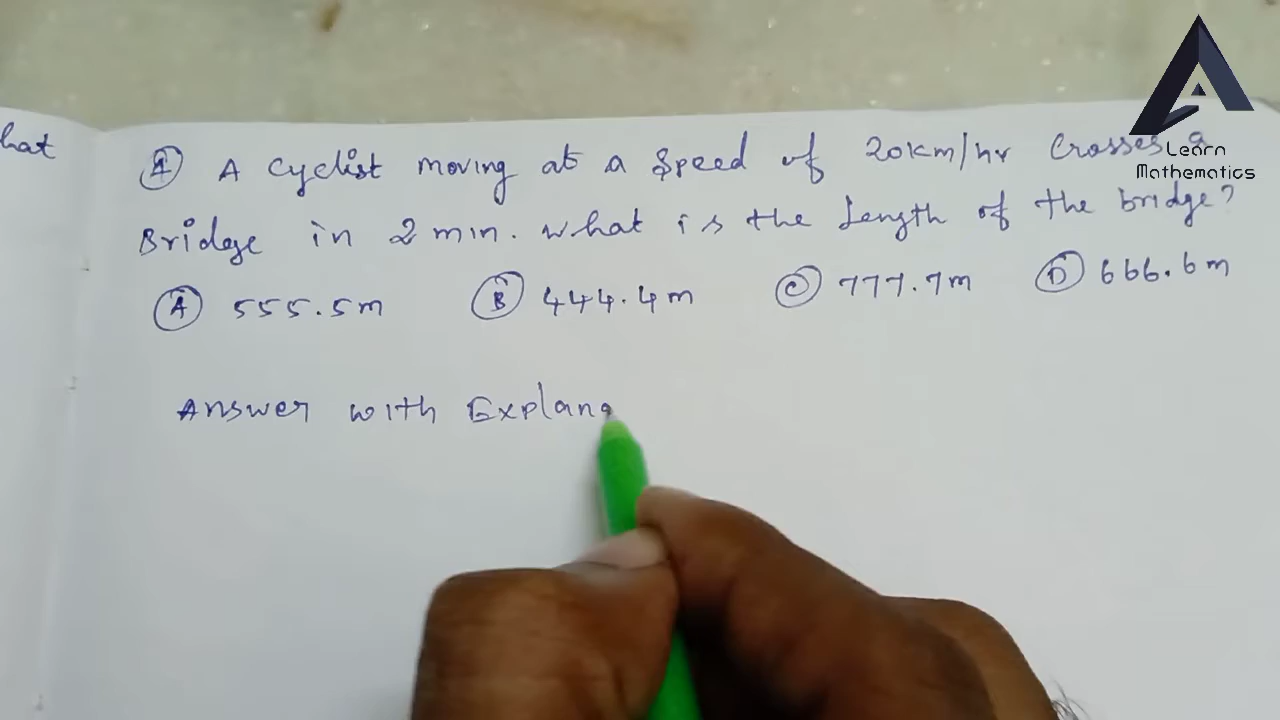 hat
④ A cyclist moving at a speed of 20km/hr crosses a
Bridge in 2 min. what is the length of the bridge?
Ⓐ 555.5m Ⓑ 444.4m Ⓒ 777.7m Ⓓ 666.6m
Answer with Explana
Learn
Mathematics